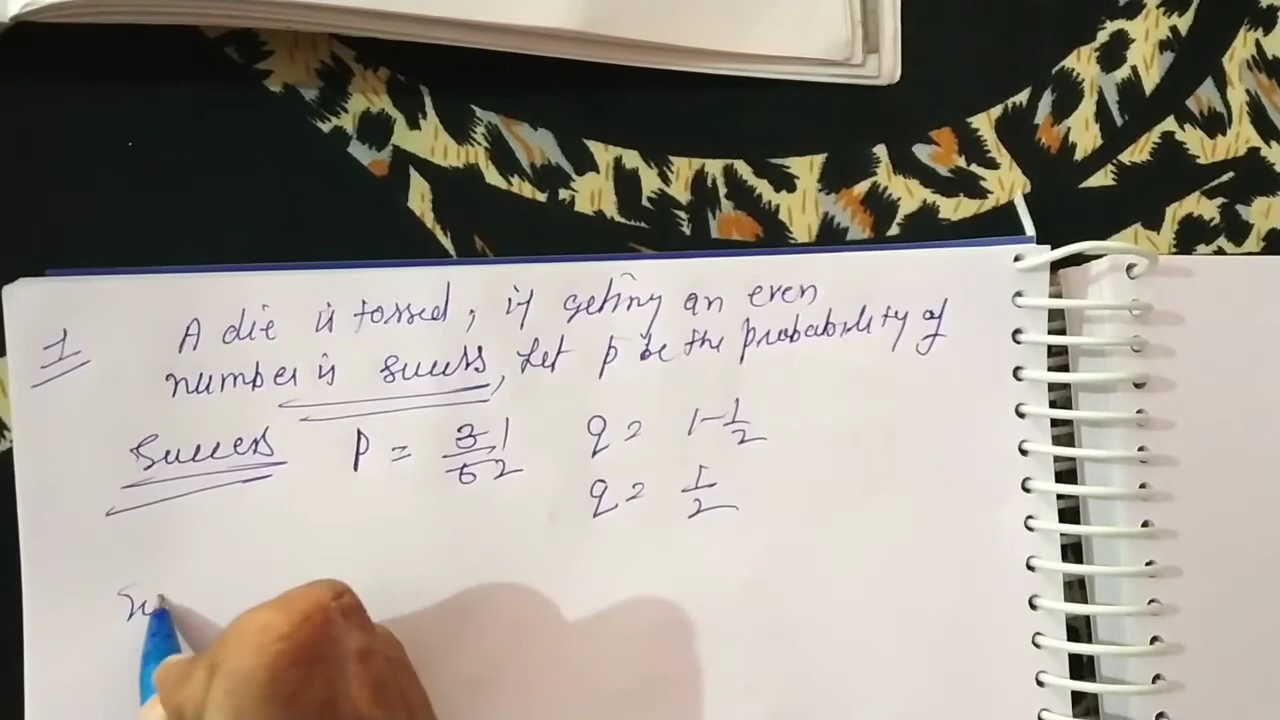 1 A die is tossed, if geting an even
number is success, Let p be the probability of
success p = 3/6 1/2 q = 1-1/2
q = 1/2